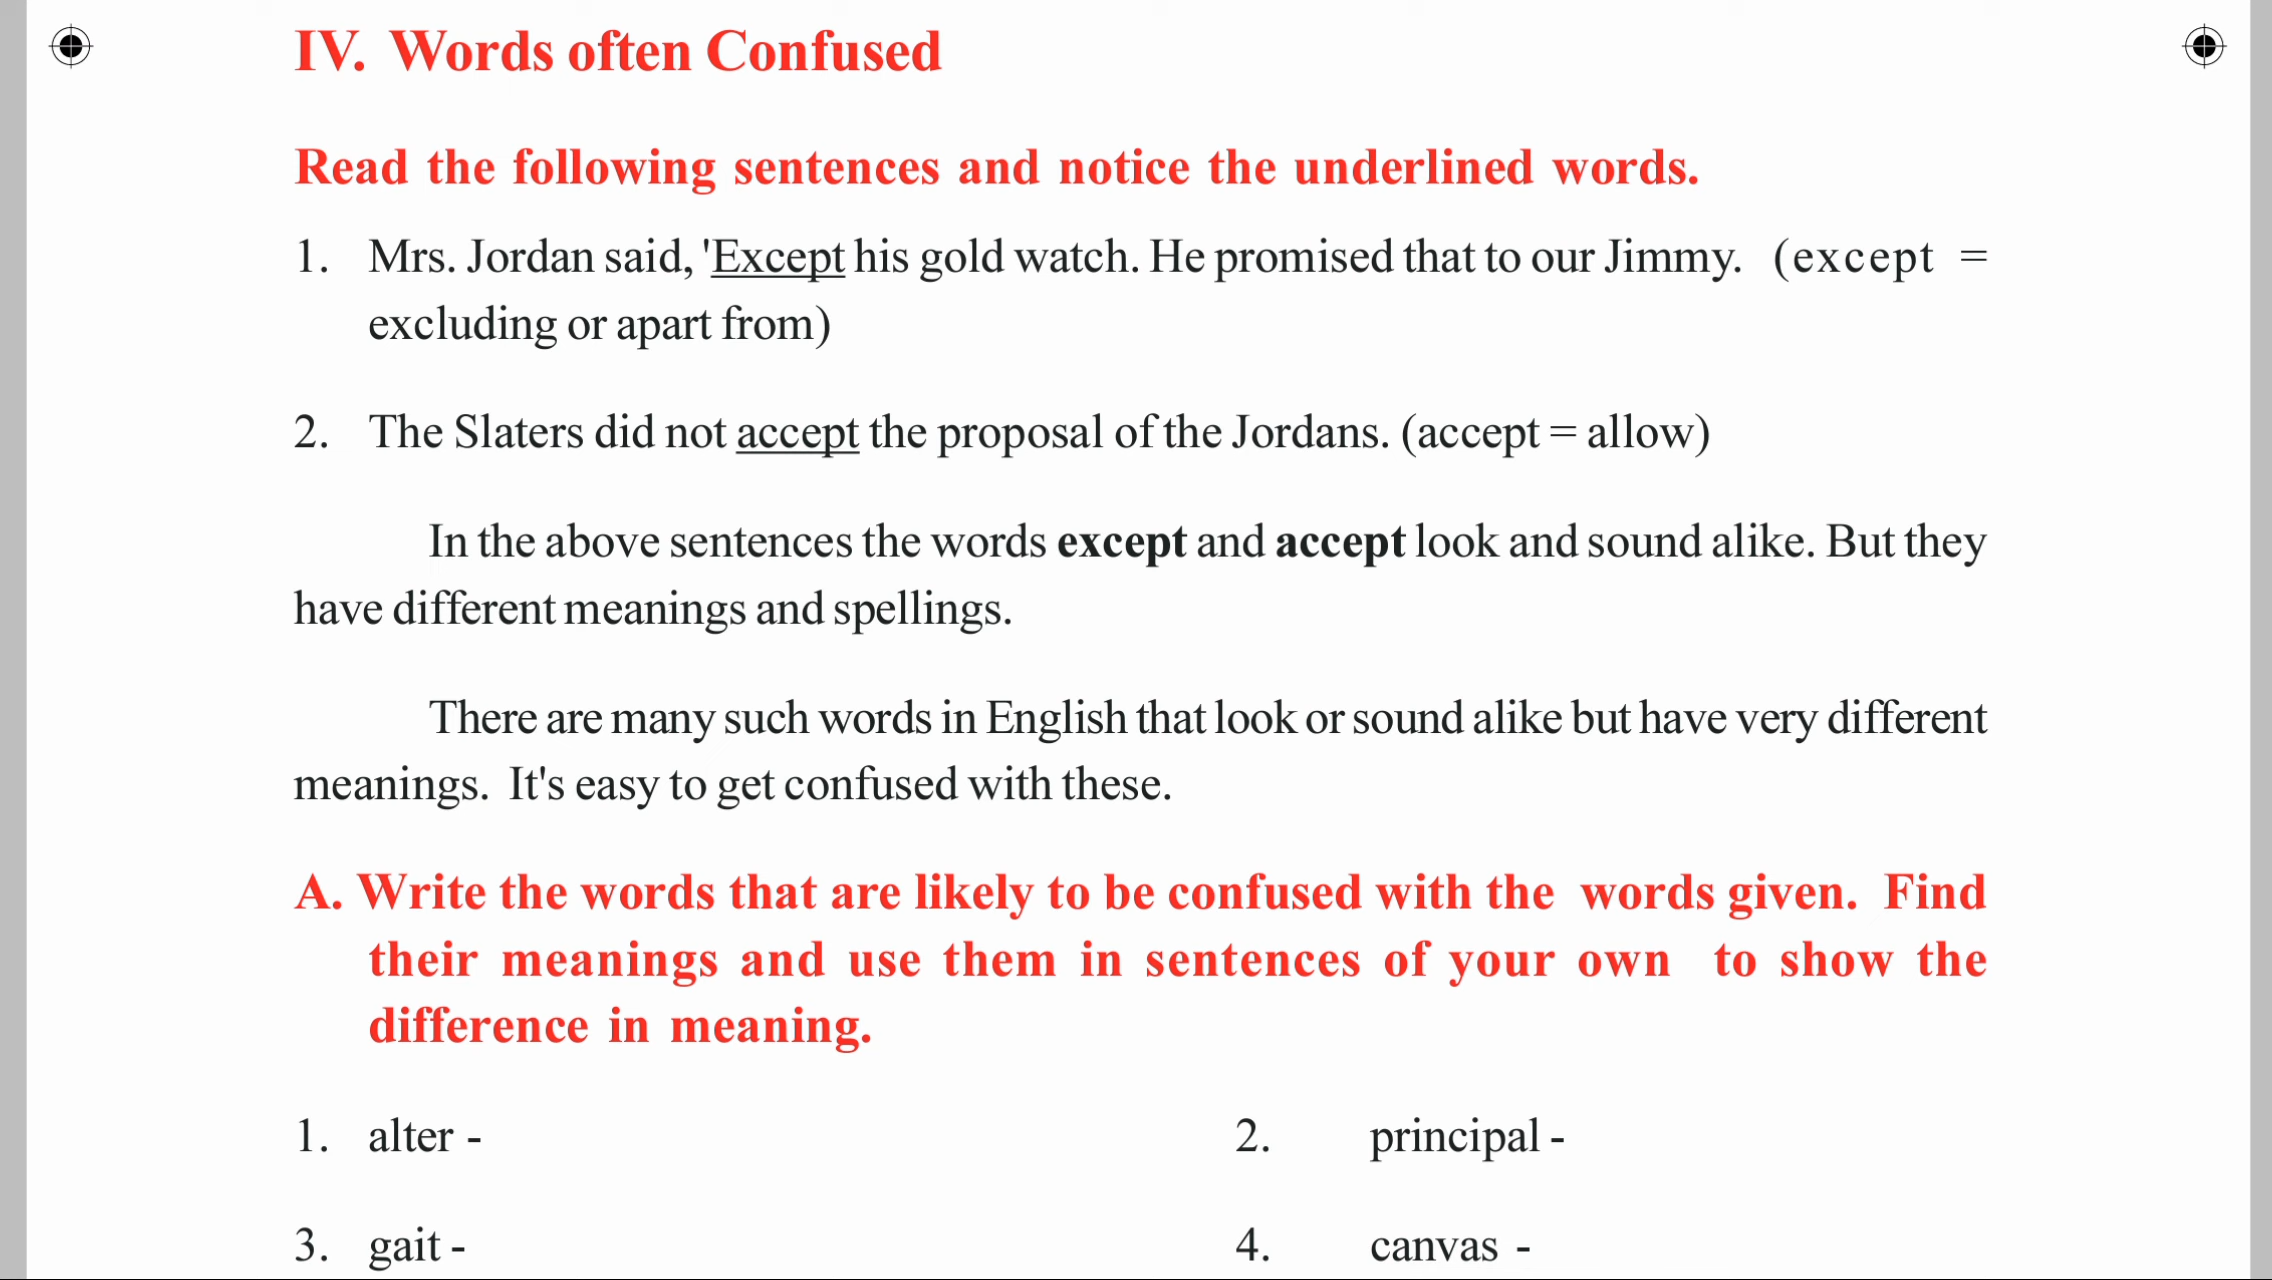 IV. Words often Confused
Read the following sentences and notice the underlined words.
1. Mrs. Jordan said, 'Except his gold watch. He promised that to our Jimmy. (except =
excluding or apart from)
2. The Slaters did not accept the proposal of the Jordans. (accept = allow)
In the above sentences the words except and accept look and sound alike. But they
have different meanings and spellings.
There are many such words in English that look or sound alike but have very different
meanings. It's easy to get confused with these.
A. Write the words that are likely to be confused with the words given. Find
their meanings and use them in sentences of your own to show the
difference in meaning.
1. alter - 2. principal -
3. gait - 4. canvas -